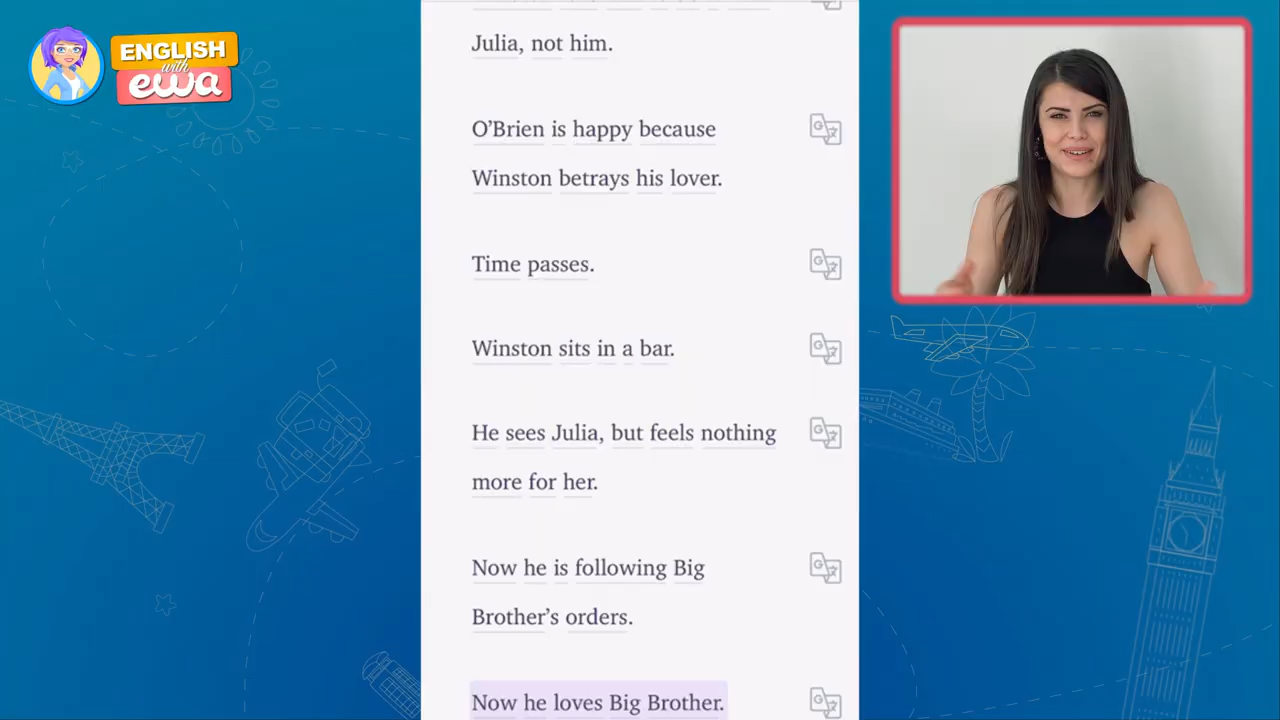 ENGLISH
with
ewa
Julia, not him.
O’Brien is happy because
Winston betrays his lover.
Time passes.
Winston sits in a bar.
He sees Julia, but feels nothing
more for her.
Now he is following Big
Brother’s orders.
Now he loves Big Brother.